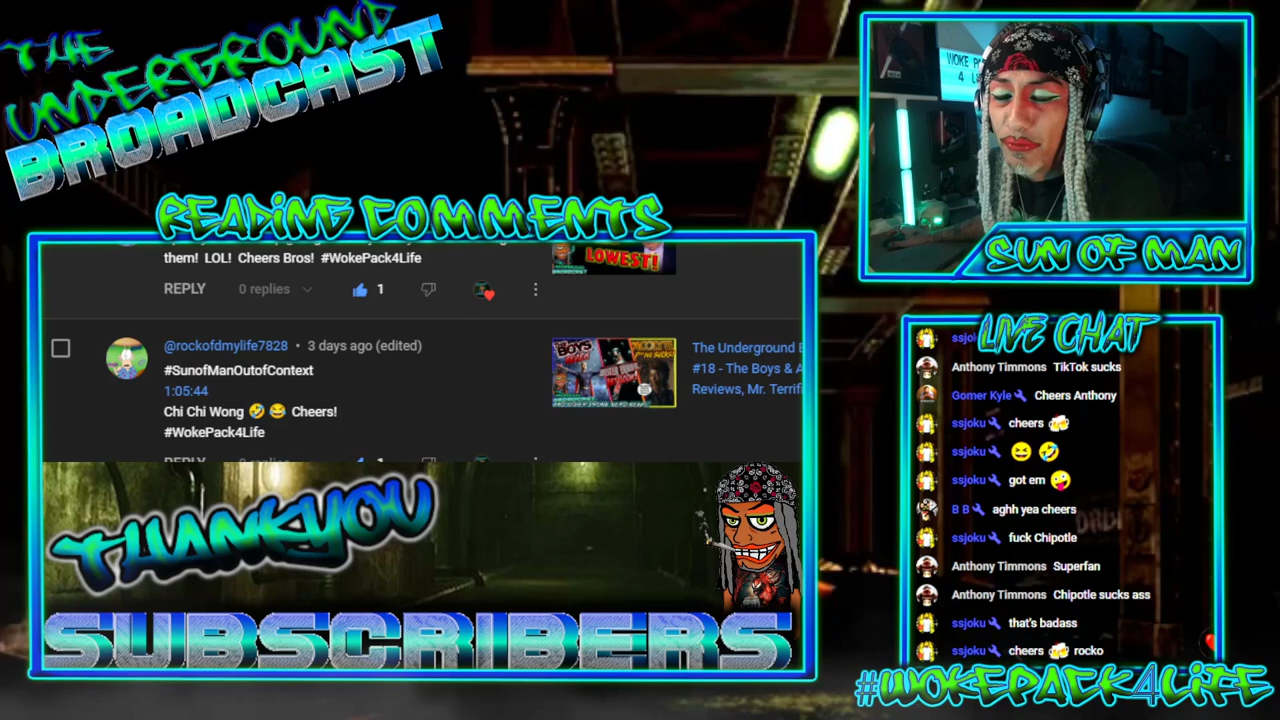 THE
UNDERGROUND
BROADCAST
READING COMMENTS
them! LOL! Cheers Bros! #WokePack4Life
REPLY 0 replies 1
LOWEST!
@rockofdmylife7828 • 3 days ago (edited)
#SunofManOutofContext
1:05:44
Chi Chi Wong 🤣😂 Cheers!
#WokePack4Life
THE BOYS
The Underground
#18 - The Boys & A
Reviews, Mr. Terrif
THANKYOU
SUBSCRIBERS
WOKE
4
SUN OF MAN
LIVE CHAT
Anthony Timmons TikTok sucks
Gomer Kyle Cheers Anthony
ssjoku cheers 🍻
ssjoku 😆 🤣
ssjoku got em 🤪
B B aghh yea cheers
ssjoku fuck Chipotle
Anthony Timmons Superfan
Anthony Timmons Chipotle sucks ass
ssjoku that's badass
ssjoku cheers 🍻 rocko
#WOKEPACK4LIFE